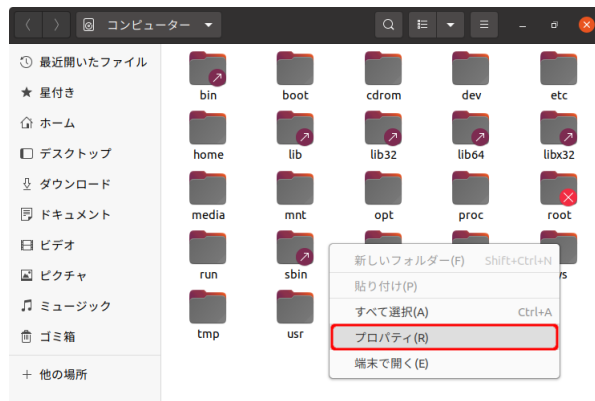 コンピューター
最近開いたファイル
星付き
ホーム
デスクトップ
ダウンロード
ドキュメント
ビデオ
ピクチャ
ミュージック
ゴミ箱
+ 他の場所
bin boot cdrom dev etc
home lib lib32 lib64 libx32
media mnt opt proc root
run sbin
tmp usr
新しいフォルダー(F) Shift+Ctrl+N
貼り付け(P)
すべて選択(A) Ctrl+A
プロパティ(R)
端末で開く(E)